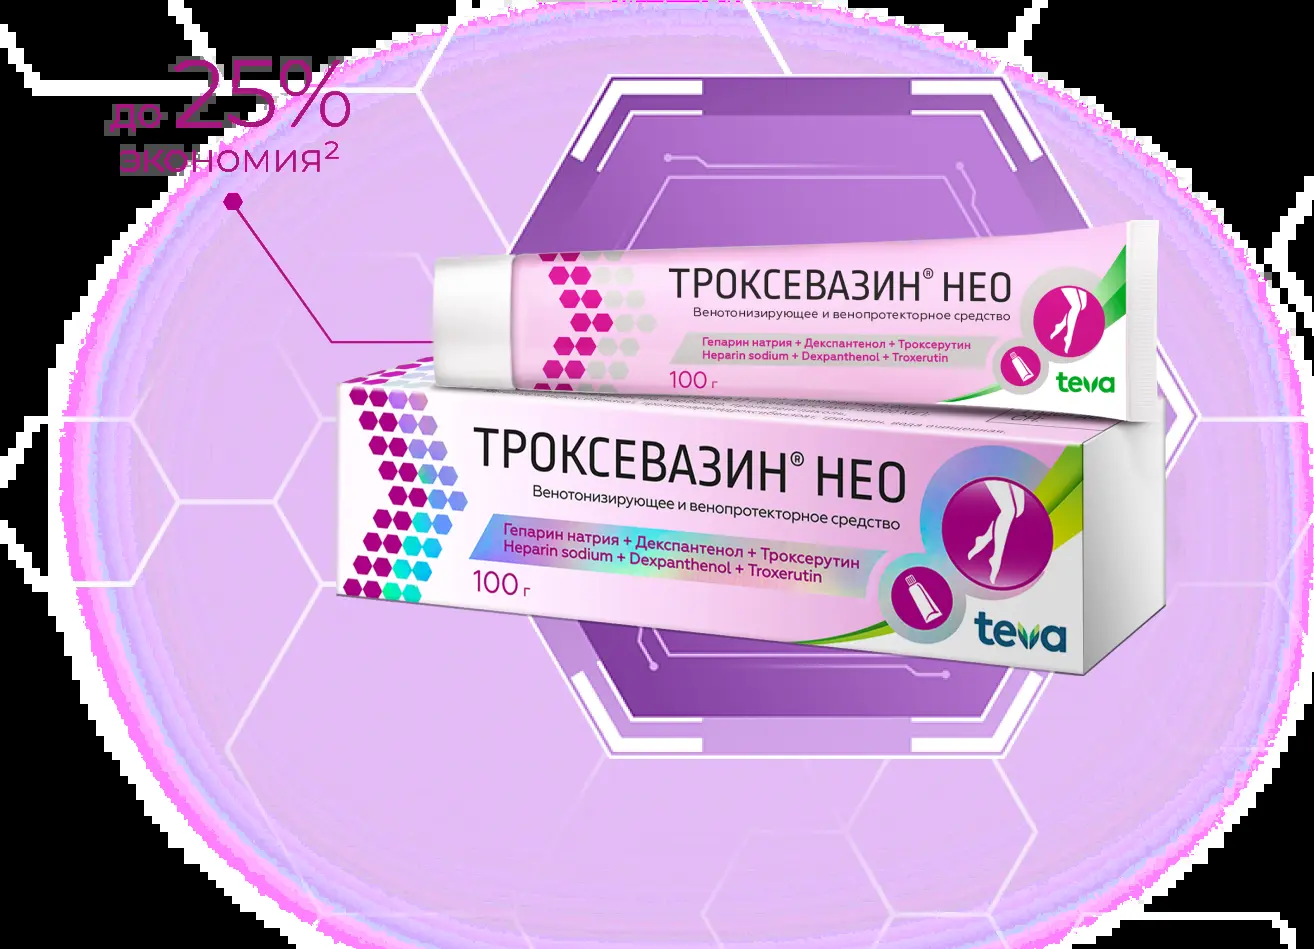 до 25%
экономия²
ТРОКСЕВАЗИН® НЕО
Венотонизирующее и венопротекторное средство
Гепарин натрия + Декспантенол + Троксерутин
Heparin sodium + Dexpanthenol + Troxerutin
100 г
teva
ТРОКСЕВАЗИН® НЕО
Венотонизирующее и венопротекторное средство
Гепарин натрия + Декспантенол + Троксерутин
Heparin sodium + Dexpanthenol + Troxerutin
100 г
teva